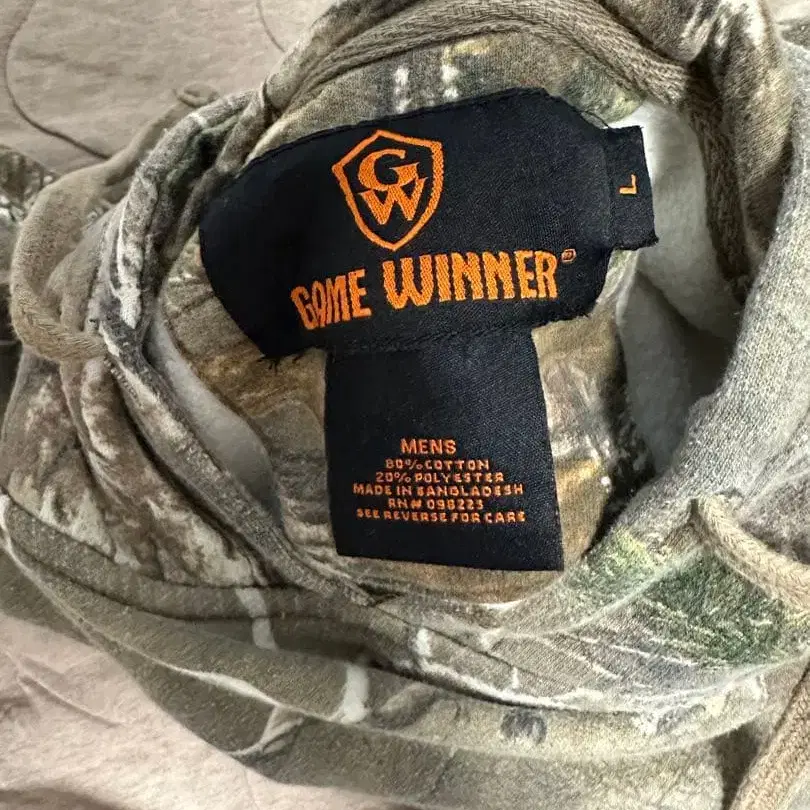 GW
GAME WINNER®
L
MENS
80% COTTON
20% POLYESTER
MADE IN BANGLADESH
RN# 098223
SEE REVERSE FOR CARE